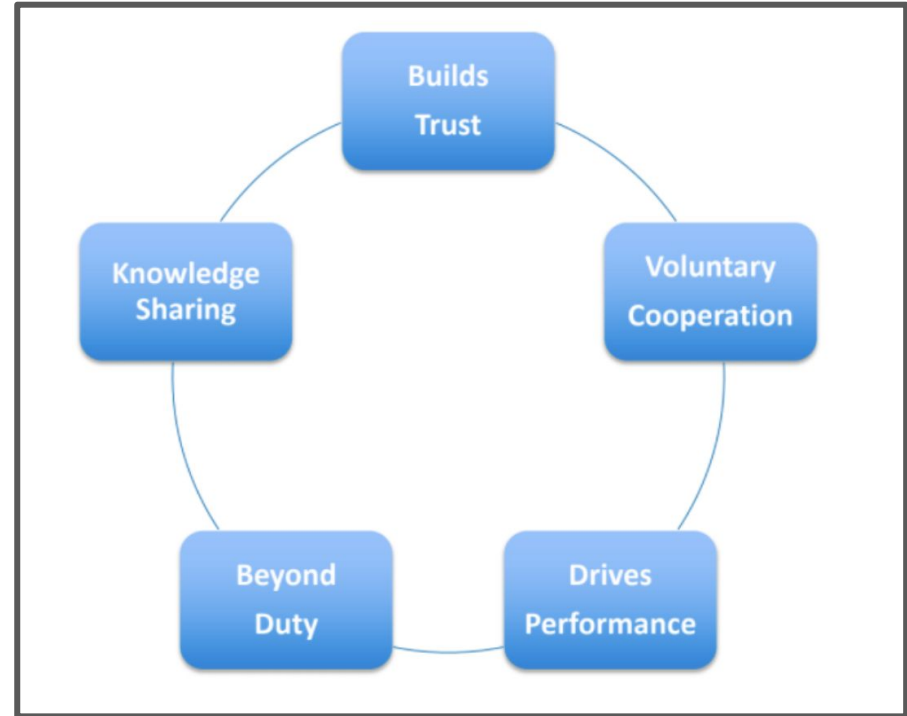 Builds
Trust
Voluntary
Cooperation
Drives
Performance
Beyond
Duty
Knowledge
Sharing